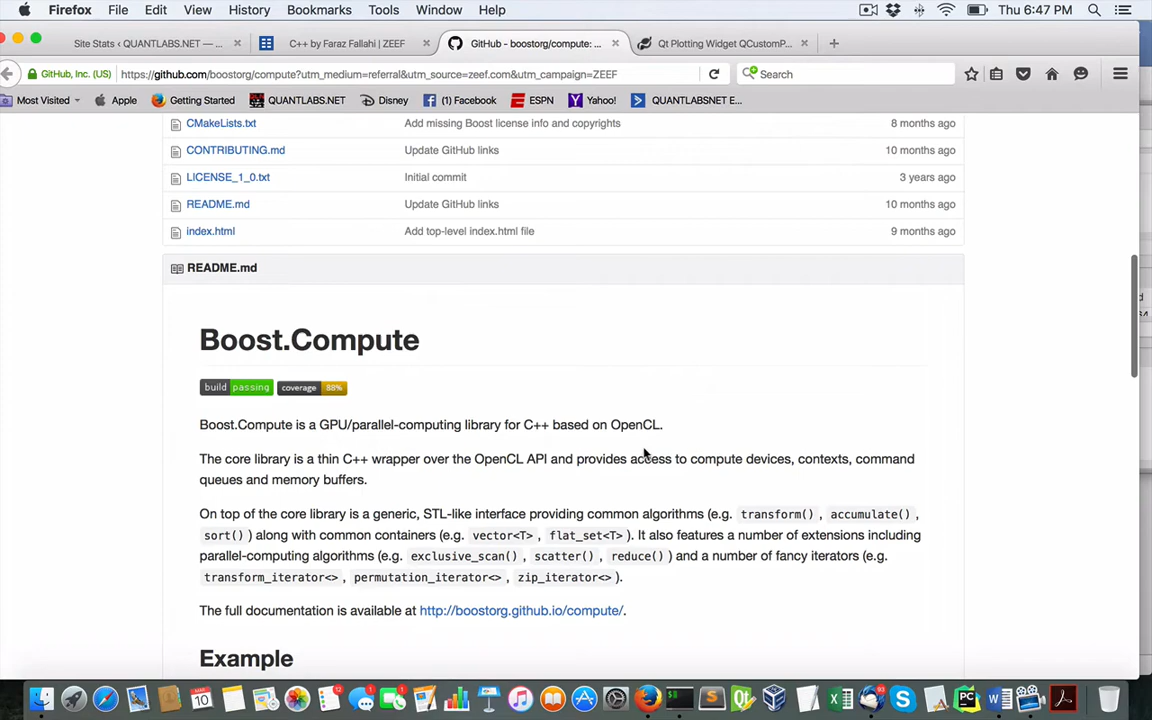 Firefox File Edit View History Bookmarks Tools Window Help Thu 6:47 PM
Site Stats ‹ QUANTLABS.NET — ... × C++ by Faraz Fallahi | ZEEF × GitHub - boostorg/compute: ... × Qt Plotting Widget QCustomP... × +
GitHub, Inc. (US) https://github.com/boostorg/compute?utm_medium=referral&utm_source=zeef.com&utm_campaign=ZEEF Search
Most Visited Apple Getting Started QUANTLABS.NET Disney (1) Facebook ESPN Yahoo! QUANTLABSNET E...
CMakeLists.txt Add missing Boost license info and copyrights 8 months ago
CONTRIBUTING.md Update GitHub links 10 months ago
LICENSE_1_0.txt Initial commit 3 years ago
README.md Update GitHub links 10 months ago
index.html Add top-level index.html file 9 months ago
README.md
Boost.Compute
build passing coverage 88%
Boost.Compute is a GPU/parallel-computing library for C++ based on OpenCL.
The core library is a thin C++ wrapper over the OpenCL API and provides access to compute devices, contexts, command
queues and memory buffers.
On top of the core library is a generic, STL-like interface providing common algorithms (e.g. transform() , accumulate() ,
sort() ) along with common containers (e.g. vector<T> , flat_set<T> ). It also features a number of extensions including
parallel-computing algorithms (e.g. exclusive_scan() , scatter() , reduce() ) and a number of fancy iterators (e.g.
transform_iterator<> , permutation_iterator<> , zip_iterator<> ).
The full documentation is available at http://boostorg.github.io/compute/.
Example